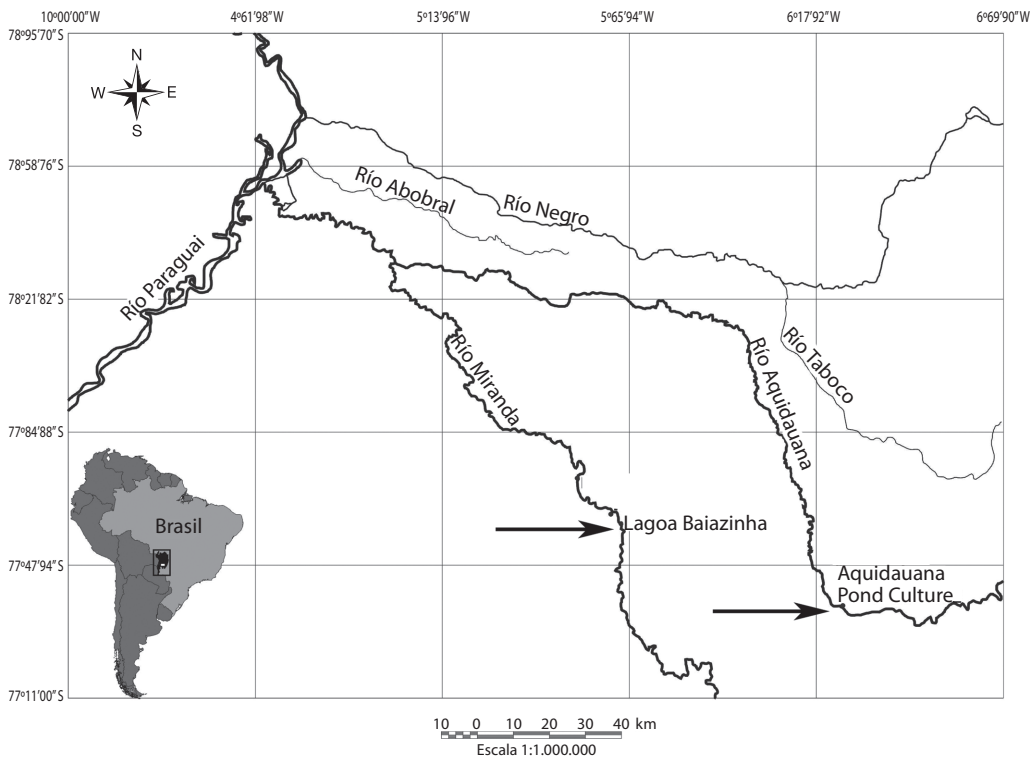 10º00'00"W
4º61'98"W
5º13'96"W
5º65'94"W
6º17'92"W
6º69'90"W
78º95'70"S
N
W
E
S
78º58'76"S
Río Abobral
Río Negro
Río Paraguai
78º21'82"S
Río Miranda
Río Aquidauana
Río Taboco
77º84'88"S
Brasil
Lagoa Baiazinha
77º47'94"S
Aquidauana
Pond Culture
77º11'00"S
10 0 10 20 30 40 km
Escala 1:1.000.000